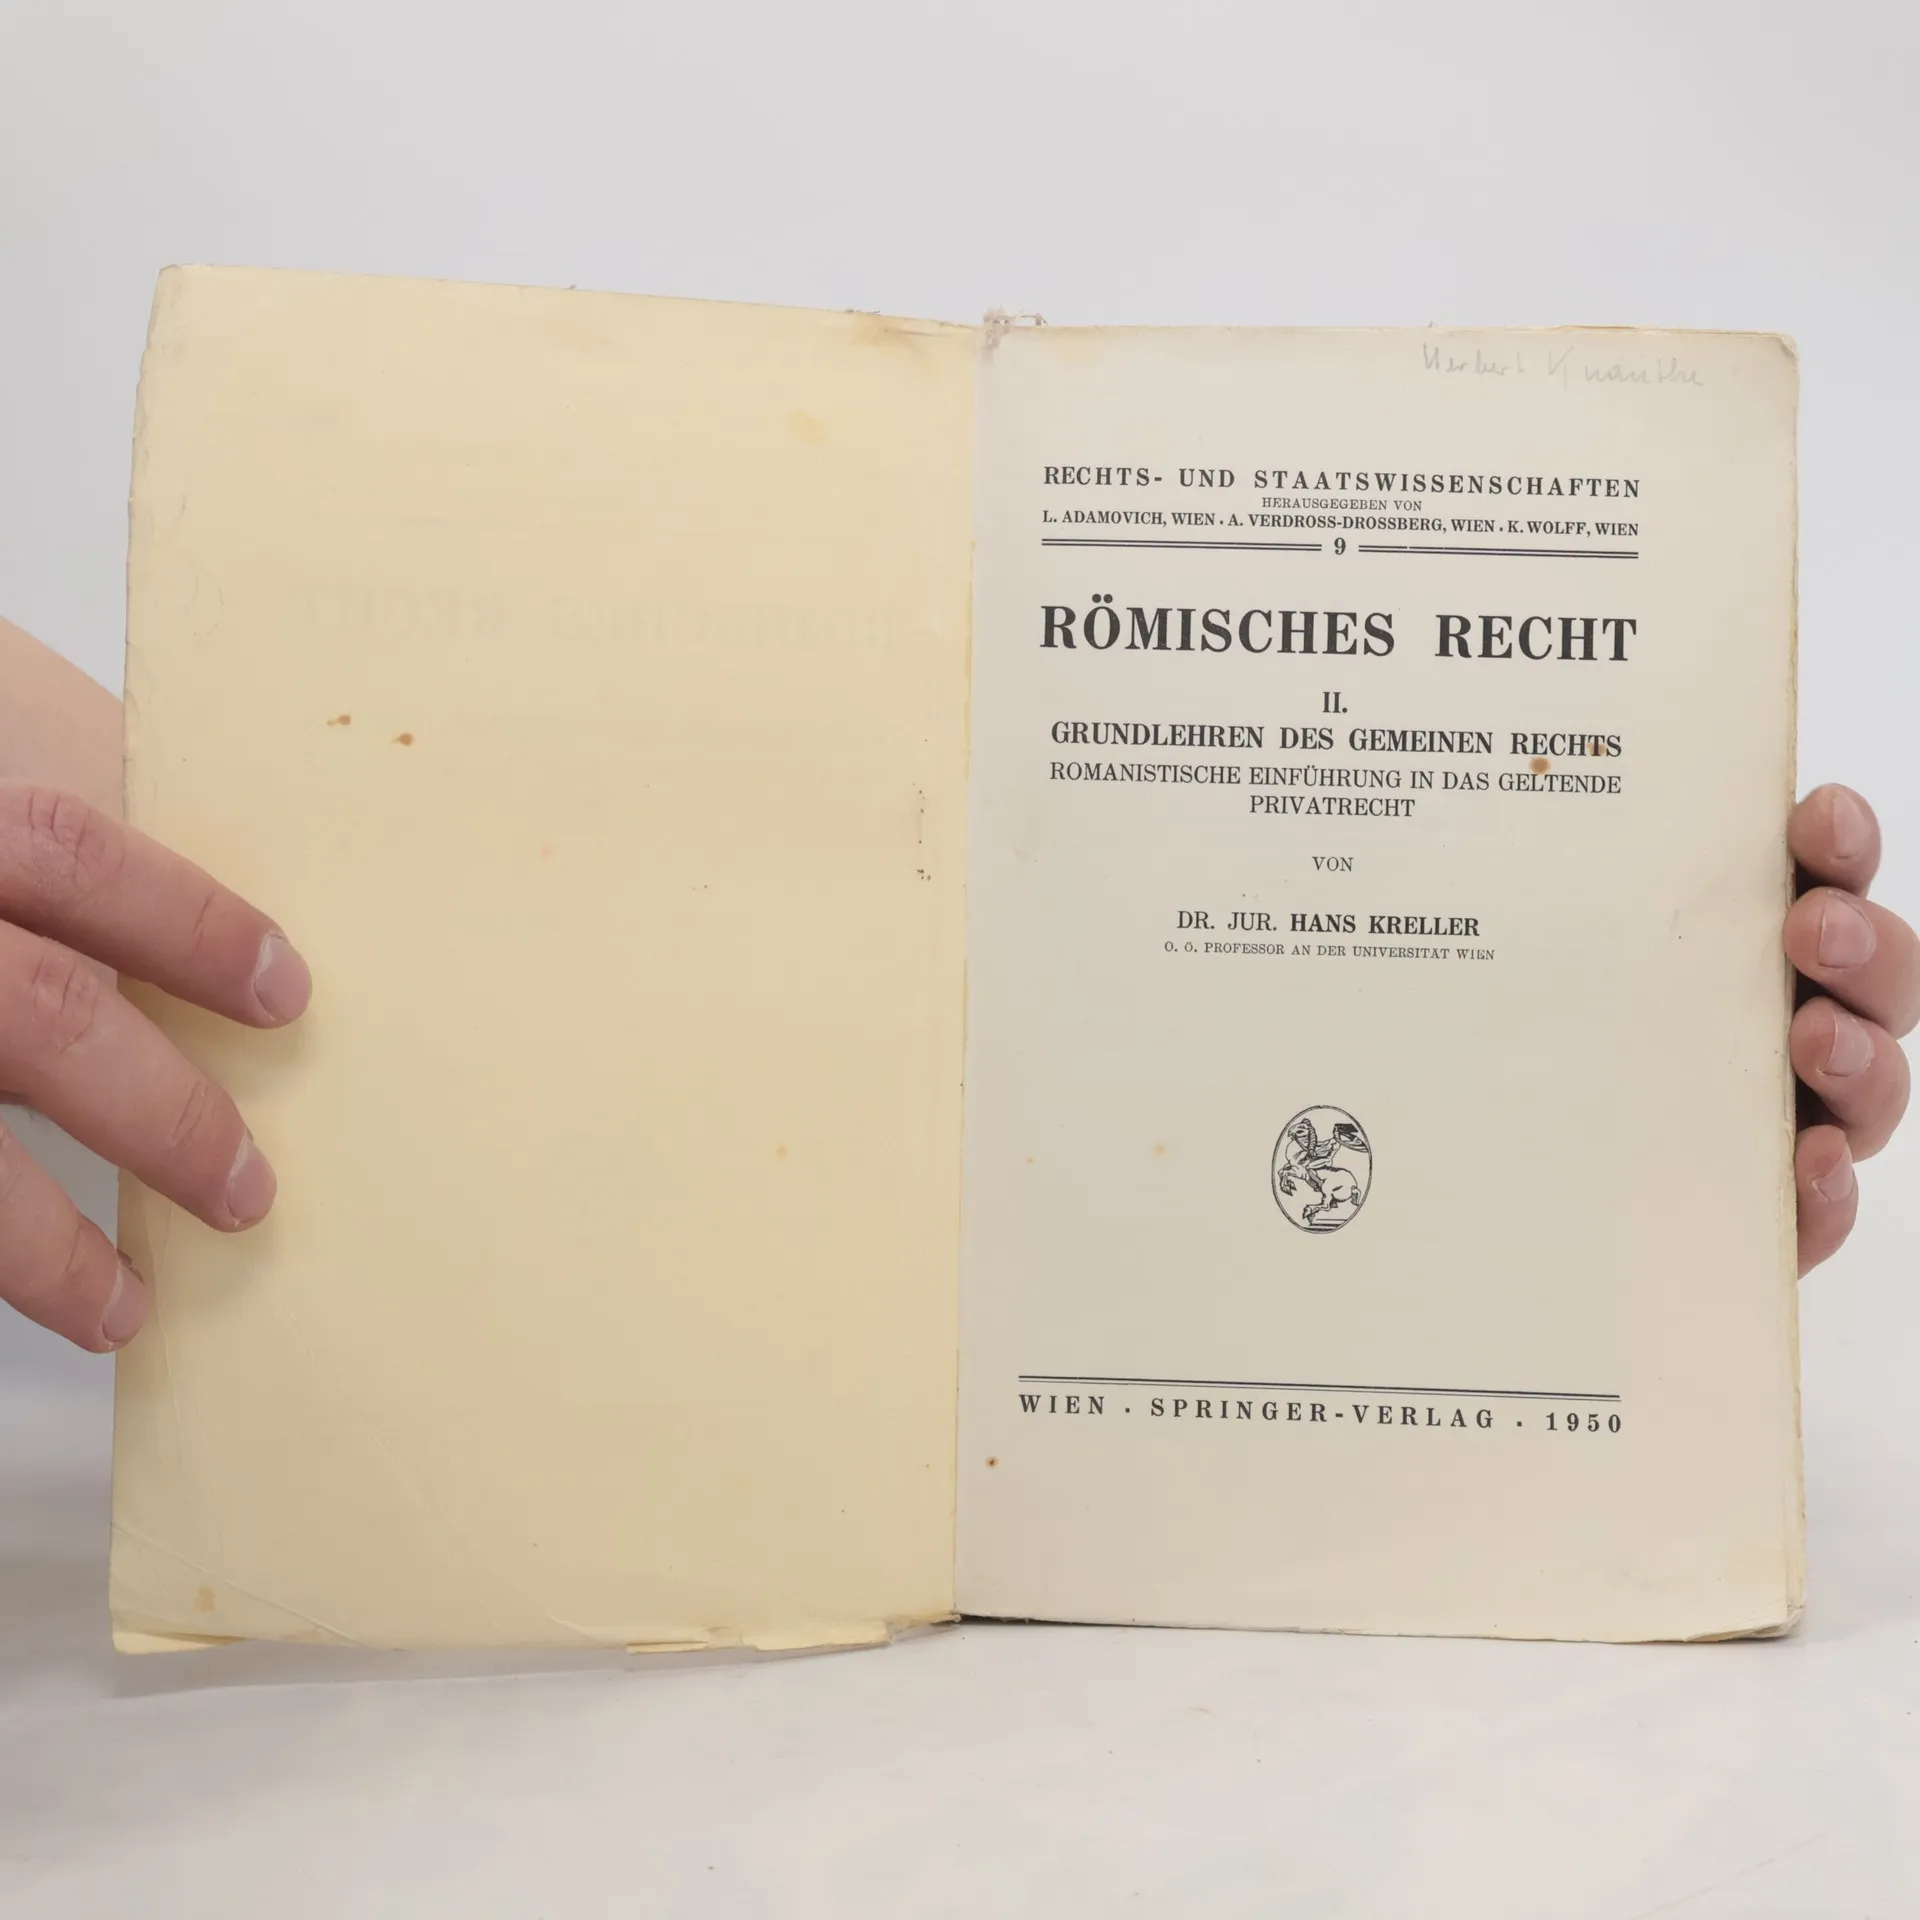 Herbert
RECHTS- UND STAATSWISSENSCHAFTEN
HERAUSGEGEBEN VON
L. ADAMOVICH, WIEN · A. VERDROSS-DROSSBERG, WIEN · K. WOLFF, WIEN
9
RÖMISCHES RECHT
II.
GRUNDLEHREN DES GEMEINEN RECHTS
ROMANISTISCHE EINFÜHRUNG IN DAS GELTENDE
PRIVATRECHT
VON
DR. JUR. HANS KRELLER
O. Ö. PROFESSOR AN DER UNIVERSITÄT WIEN
WIEN · SPRINGER-VERLAG · 1950